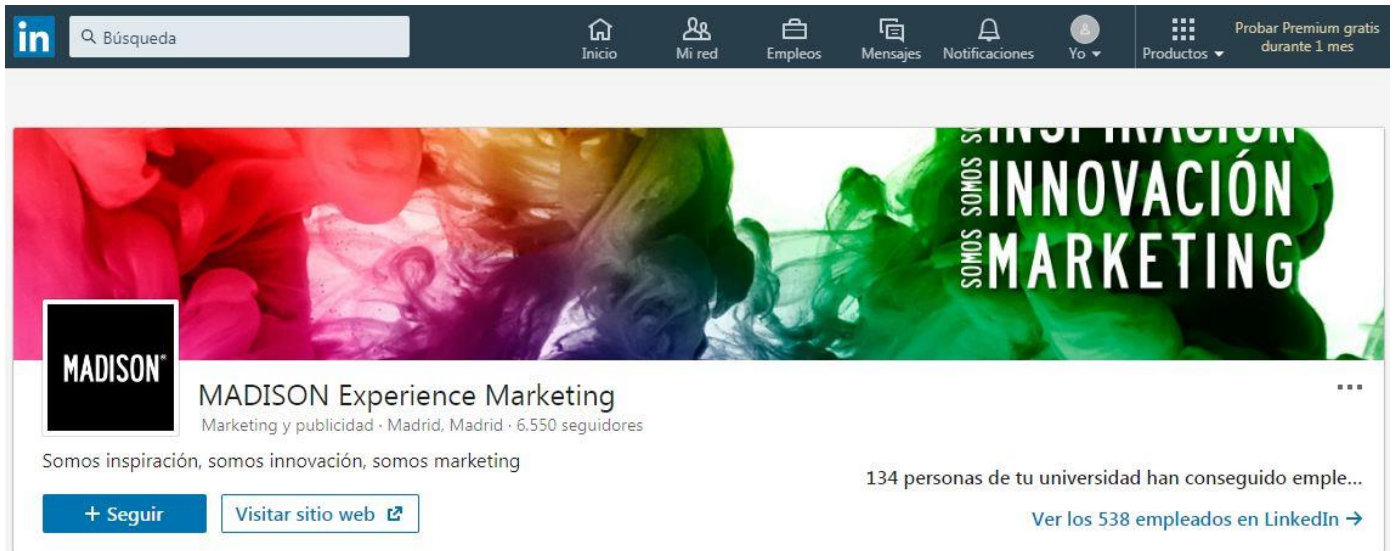 in
Búsqueda
Inicio
Mi red
Empleos
Mensajes
Notificaciones
Yo
Productos
Probar Premium gratis
durante 1 mes
SOMOS INSPIRACIÓN
SOMOS INNOVACIÓN
SOMOS MARKETING
MADISON®
MADISON Experience Marketing
Marketing y publicidad · Madrid, Madrid · 6.550 seguidores
Somos inspiración, somos innovación, somos marketing
134 personas de tu universidad han conseguido emple...
+ Seguir
Visitar sitio web
Ver los 538 empleados en LinkedIn →